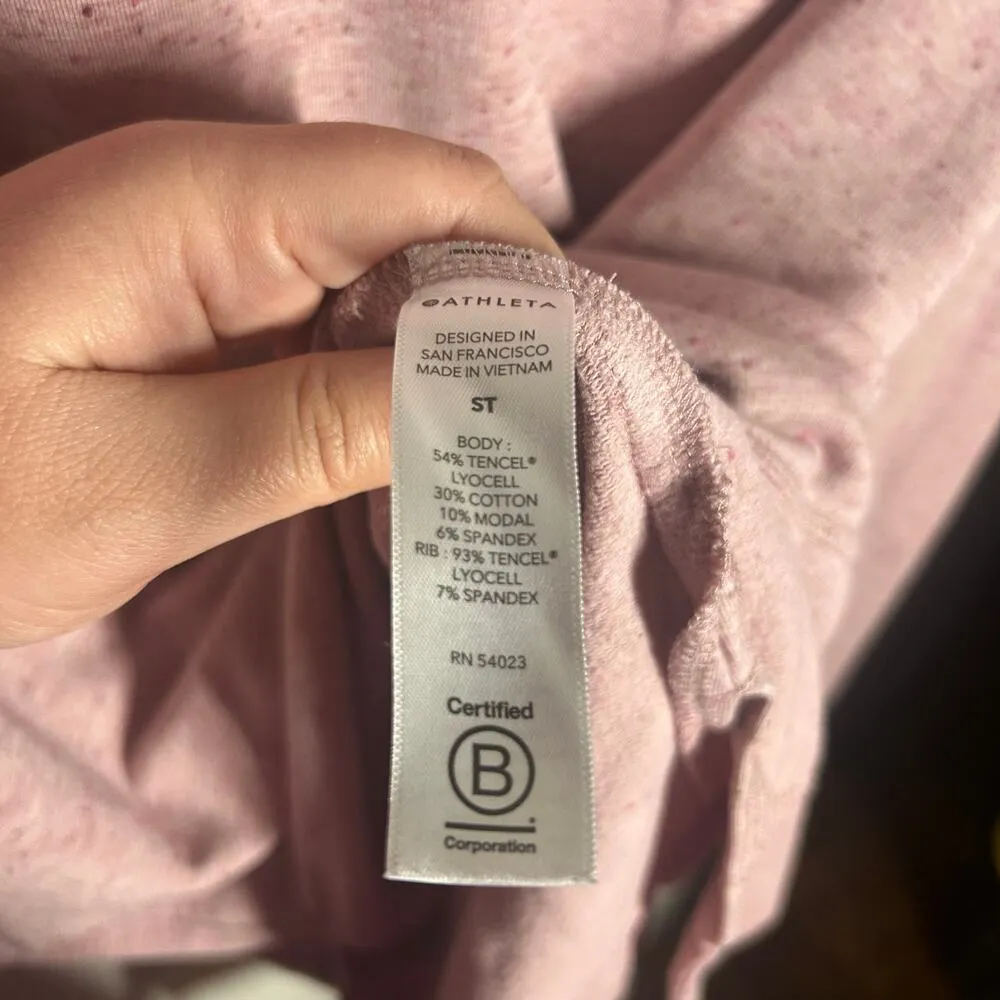 ATHLETA
DESIGNED IN
SAN FRANCISCO
MADE IN VIETNAM
ST
BODY :
54% TENCEL®
LYOCELL
30% COTTON
10% MODAL
6% SPANDEX
RIB : 93% TENCEL®
LYOCELL
7% SPANDEX
RN 54023
Certified
B
Corporation